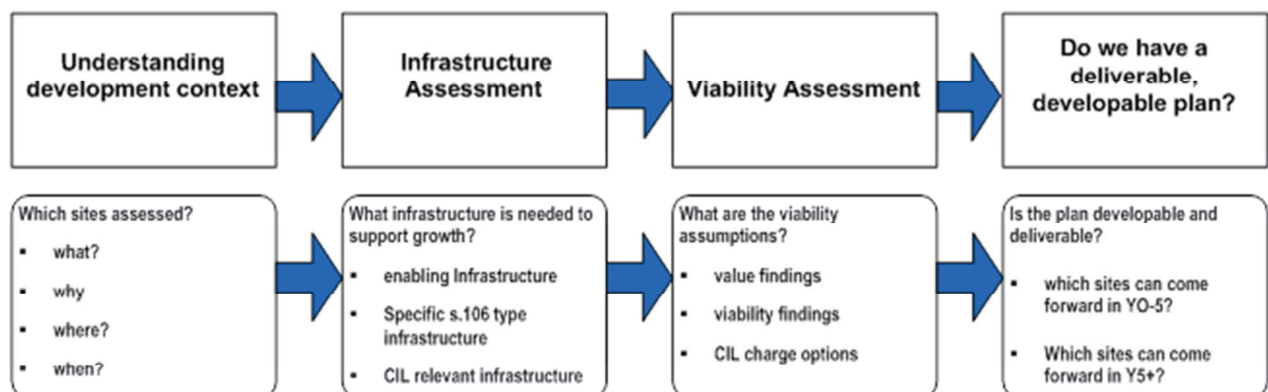 Understanding
development context
Infrastructure
Assessment
Viability Assessment
Do we have a
deliverable,
developable plan?
Which sites assessed?
▪ what?
▪ why
▪ where?
▪ when?
What infrastructure is needed to
support growth?
▪ enabling Infrastructure
▪ Specific s.106 type
infrastructure
▪ CIL relevant infrastructure
What are the viability
assumptions?
▪ value findings
▪ viability findings
▪ CIL charge options
Is the plan developable and
deliverable?
▪ which sites can come
forward in YO-5?
▪ Which sites can come
forward in Y5+?